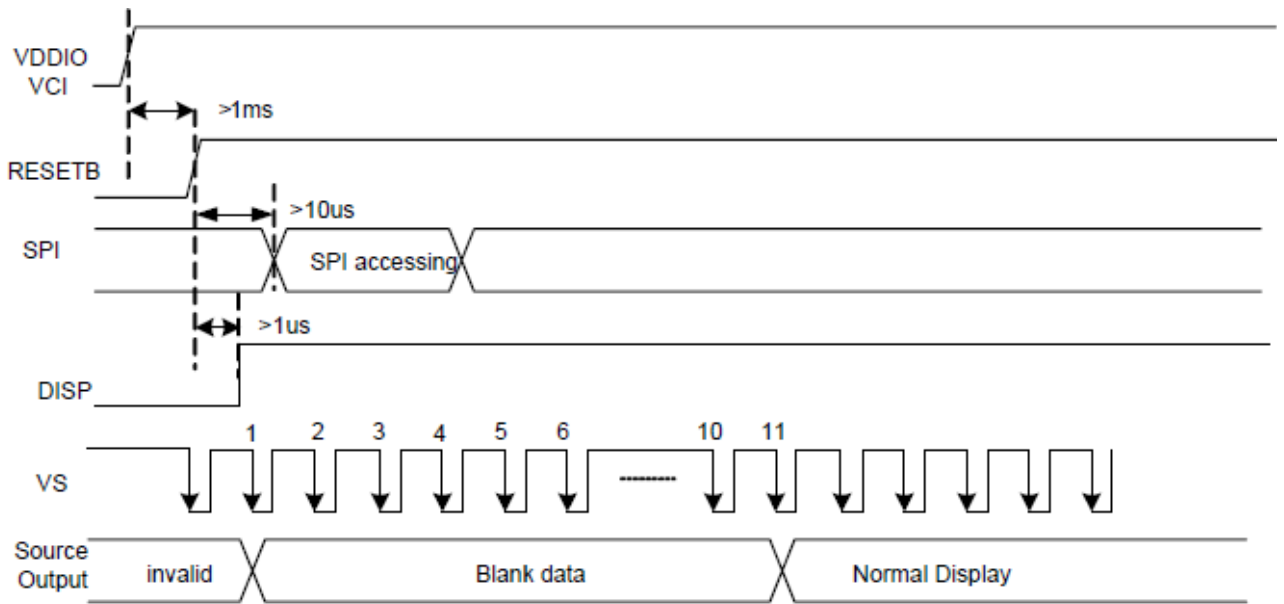 VDDIO
VCI
>1ms
RESETB
>10us
SPI
SPI accessing
>1us
DISP
1 2 3 4 5 6 10 11
VS
Source
Output
invalid
Blank data
Normal Display